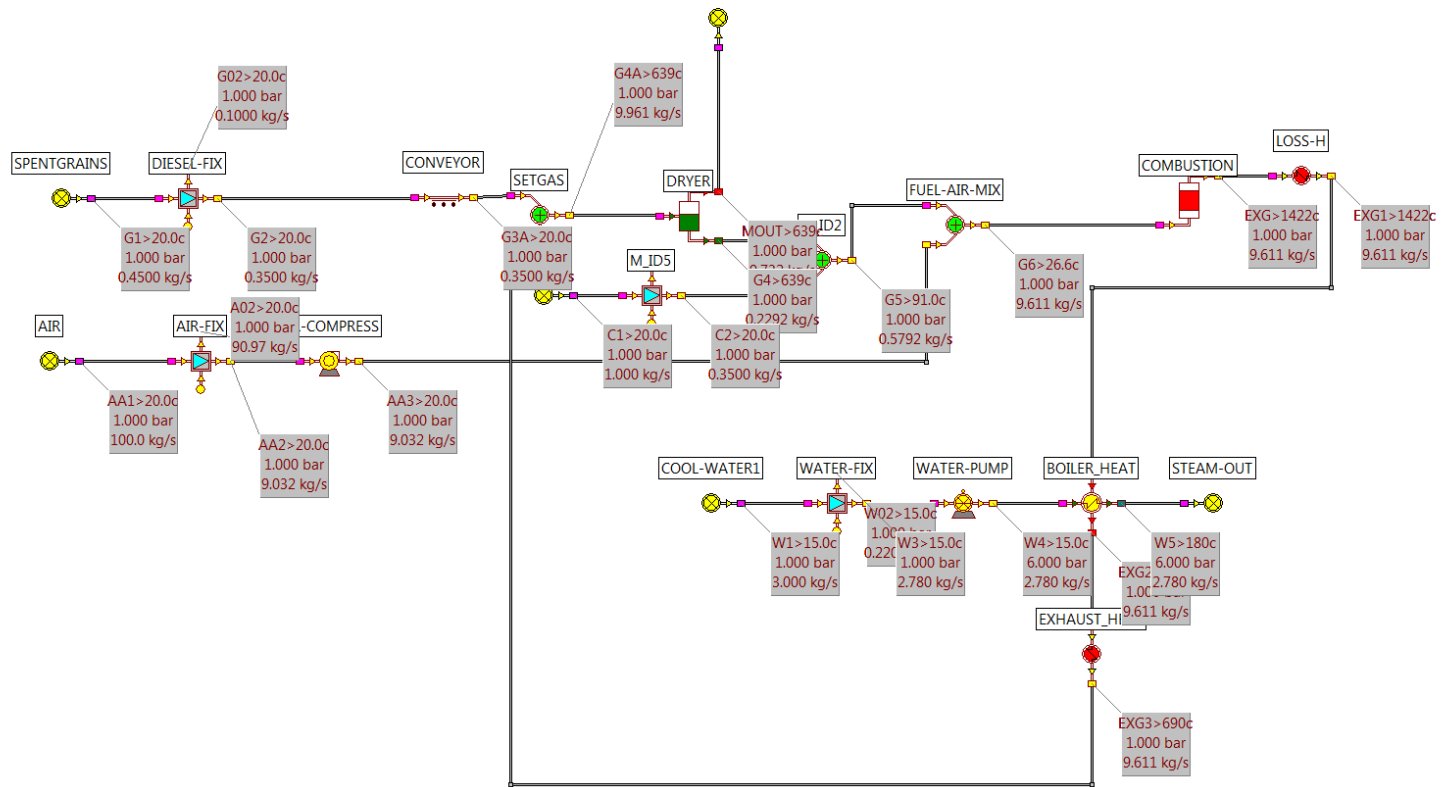 G02>20.0c
1.000 bar
0.1000 kg/s
G4A>639c
1.000 bar
9.961 kg/s
SPENTGRAINS
DIESEL-FIX
CONVEYOR
SETGAS
DRYER
FUEL-AIR-MIX
COMBUSTION
LOSS-H
G1>20.0c
1.000 bar
0.4500 kg/s
G2>20.0c
1.000 bar
0.3500 kg/s
G3A>20.0c
1.000 bar
0.3500 kg/s
MOUT>639c
1.000 bar
ID2
EXG>1422c
1.000 bar
9.611 kg/s
EXG1>1422c
1.000 bar
9.611 kg/s
M_ID5
G4>639c
1.000 bar
0.2292 kg/s
G5>91.0c
1.000 bar
0.5792 kg/s
G6>26.6c
1.000 bar
9.611 kg/s
AIR
AIR-FIX
A02>20.0c
1.000 bar
90.97 kg/s
-COMPRESS
C1>20.0c
1.000 bar
1.000 kg/s
C2>20.0c
1.000 bar
0.3500 kg/s
AA1>20.0c
1.000 bar
100.0 kg/s
AA2>20.0c
1.000 bar
9.032 kg/s
AA3>20.0c
1.000 bar
9.032 kg/s
COOL-WATER1
WATER-FIX
WATER-PUMP
BOILER_HEAT
STEAM-OUT
W1>15.0c
1.000 bar
3.000 kg/s
W02>15.0c
W3>15.0c
1.000 bar
2.780 kg/s
W4>15.0c
6.000 bar
2.780 kg/s
EXG2
9.611 kg/s
W5>180c
6.000 bar
2.780 kg/s
EXHAUST_H
EXG3>690c
1.000 bar
9.611 kg/s